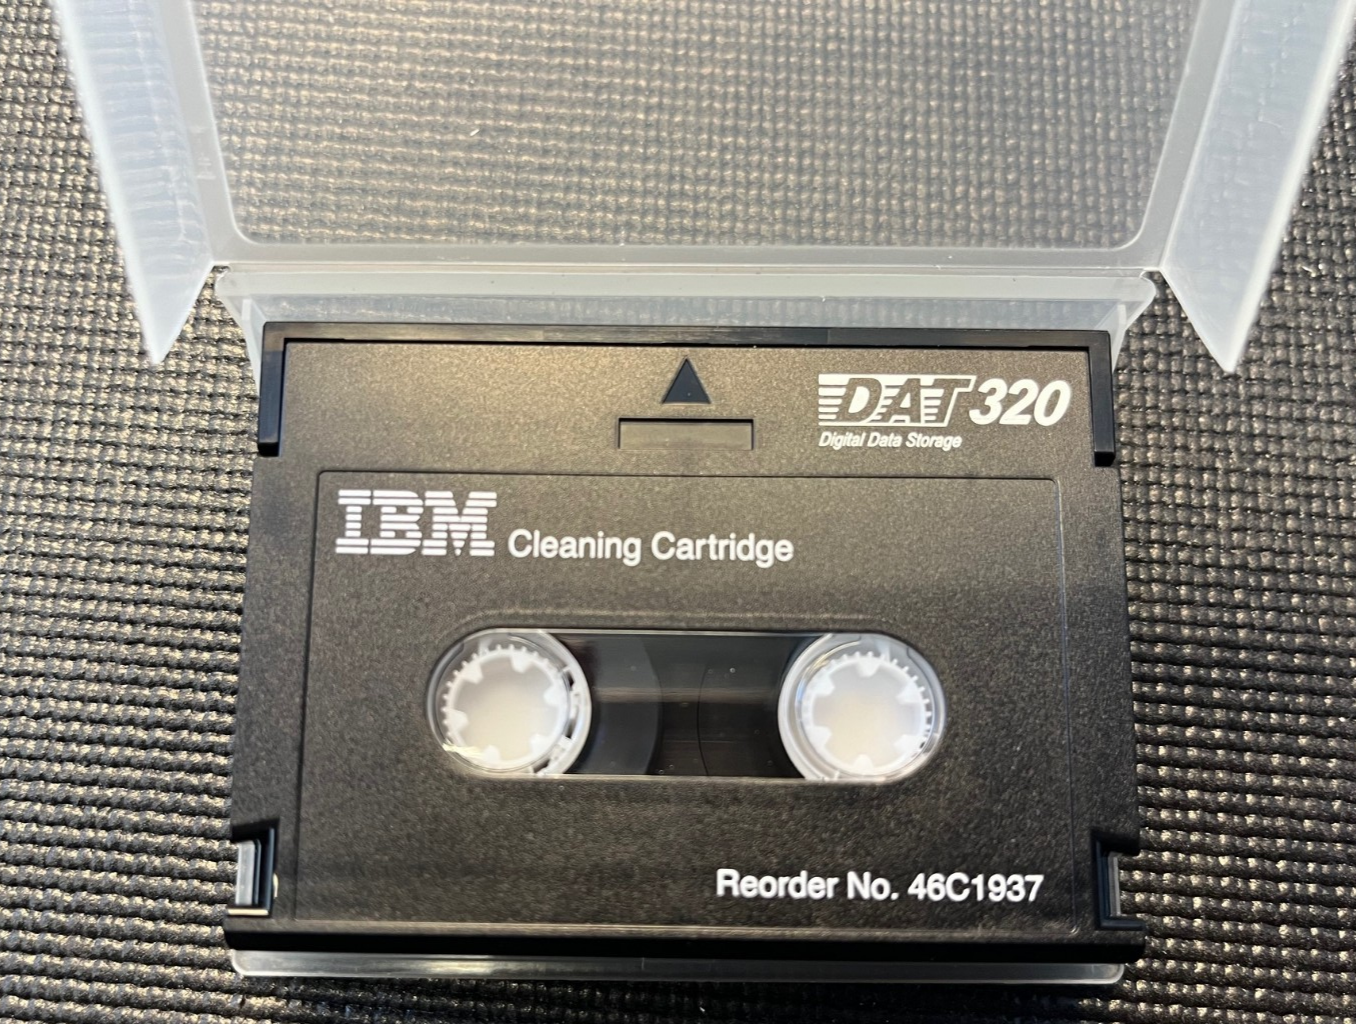 DAT 320
Digital Data Storage
IBM Cleaning Cartridge
Reorder No. 46C1937